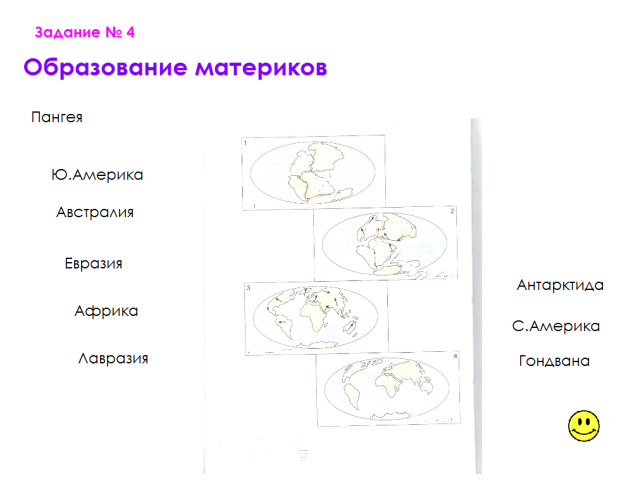 Задание № 4
Образование материков
Пангея
Ю.Америка
Австралия
Евразия
Африка
Лавразия
1
2
3
4
Антарктида
С.Америка
Гондвана